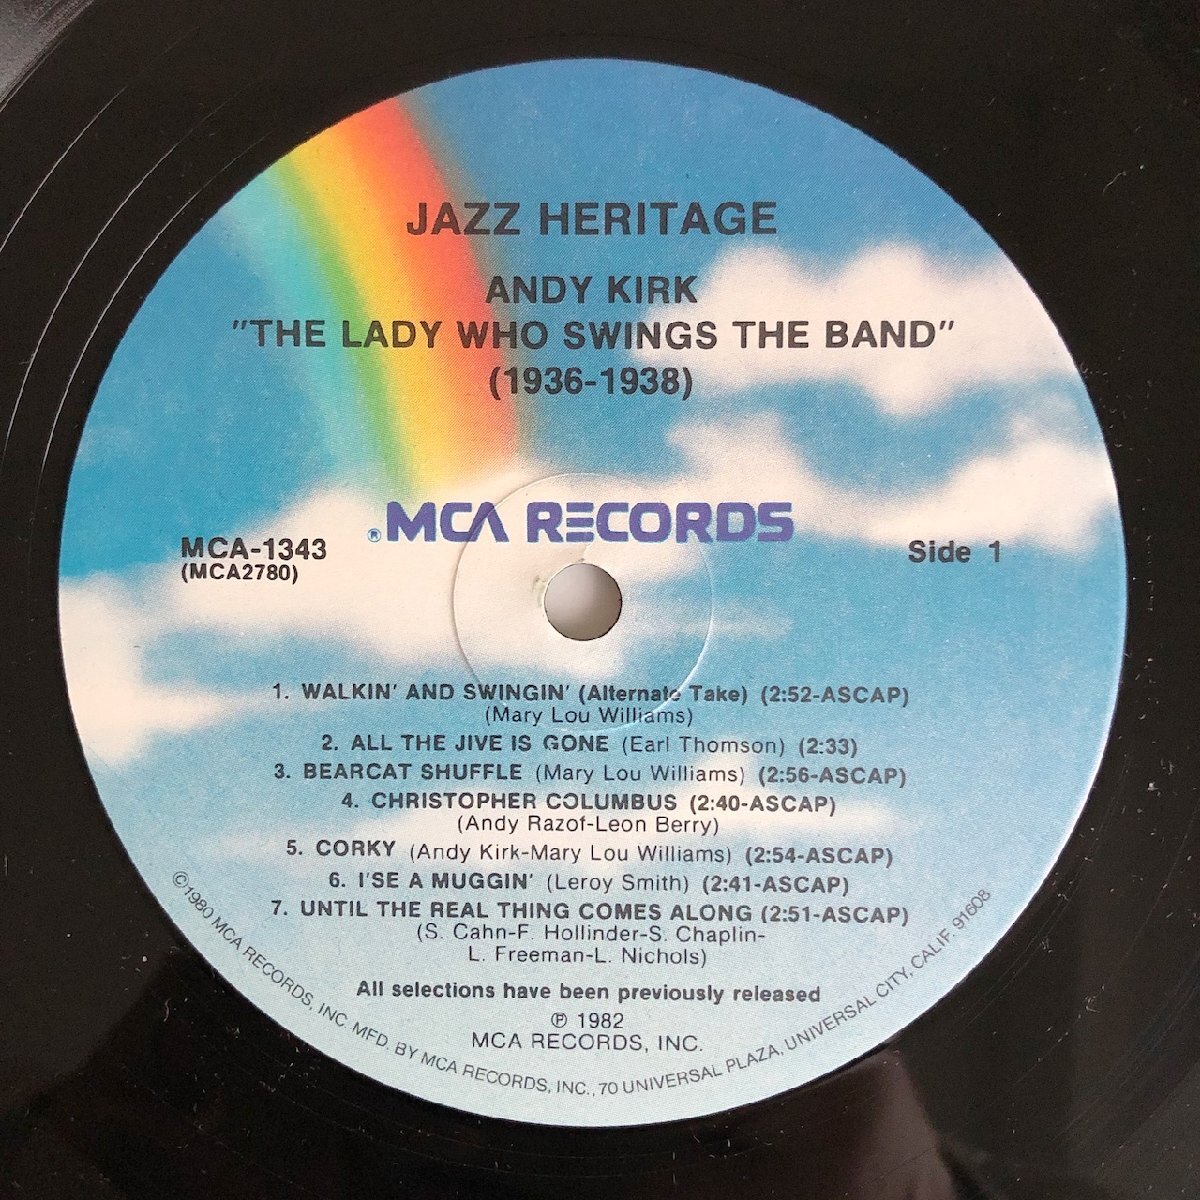 JAZZ HERITAGE
ANDY KIRK
"THE LADY WHO SWINGS THE BAND"
(1936-1938)
® MCA RECORDS
MCA-1343
(MCA2780)
Side 1
1. WALKIN' AND SWINGIN' (Alternate Take) (2:52-ASCAP)
(Mary Lou Williams)
2. ALL THE JIVE IS GONE (Earl Thomson) (2:33)
3. BEARCAT SHUFFLE (Mary Lou Williams) (2:56-ASCAP)
4. CHRISTOPHER COLUMBUS (2:40-ASCAP)
(Andy Razof-Leon Berry)
5. CORKY (Andy Kirk-Mary Lou Williams) (2:54-ASCAP)
6. I'SE A MUGGIN' (Leroy Smith) (2:41-ASCAP)
7. UNTIL THE REAL THING COMES ALONG (2:51-ASCAP)
(S. Cahn-F. Hollinder-S. Chaplin-
L. Freeman-L. Nichols)
All selections have been previously released
℗ 1982
MCA RECORDS, INC.
©1980 MCA RECORDS, INC. MFD. BY MCA RECORDS, INC., 70 UNIVERSAL PLAZA, UNIVERSAL CITY, CALIF. 91608